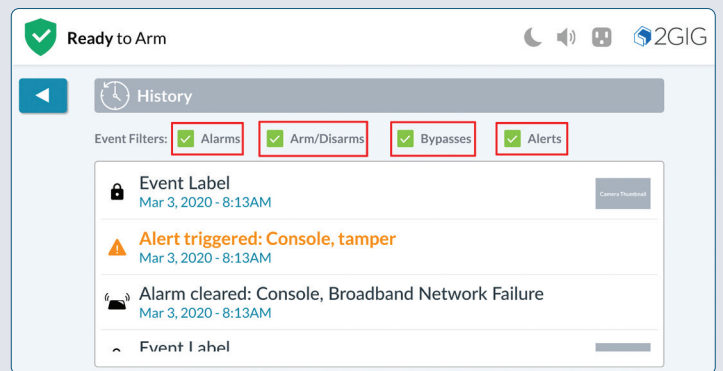 Ready to Arm
2GIG
History
Event Filters: Alarms Arm/Disarms Bypasses Alerts
Event Label
Mar 3, 2020 - 8:13AM
Camera Thumbnail
Alert triggered: Console, tamper
Mar 3, 2020 - 8:13AM
Alarm cleared: Console, Broadband Network Failure
Mar 3, 2020 - 8:13AM
Event Label